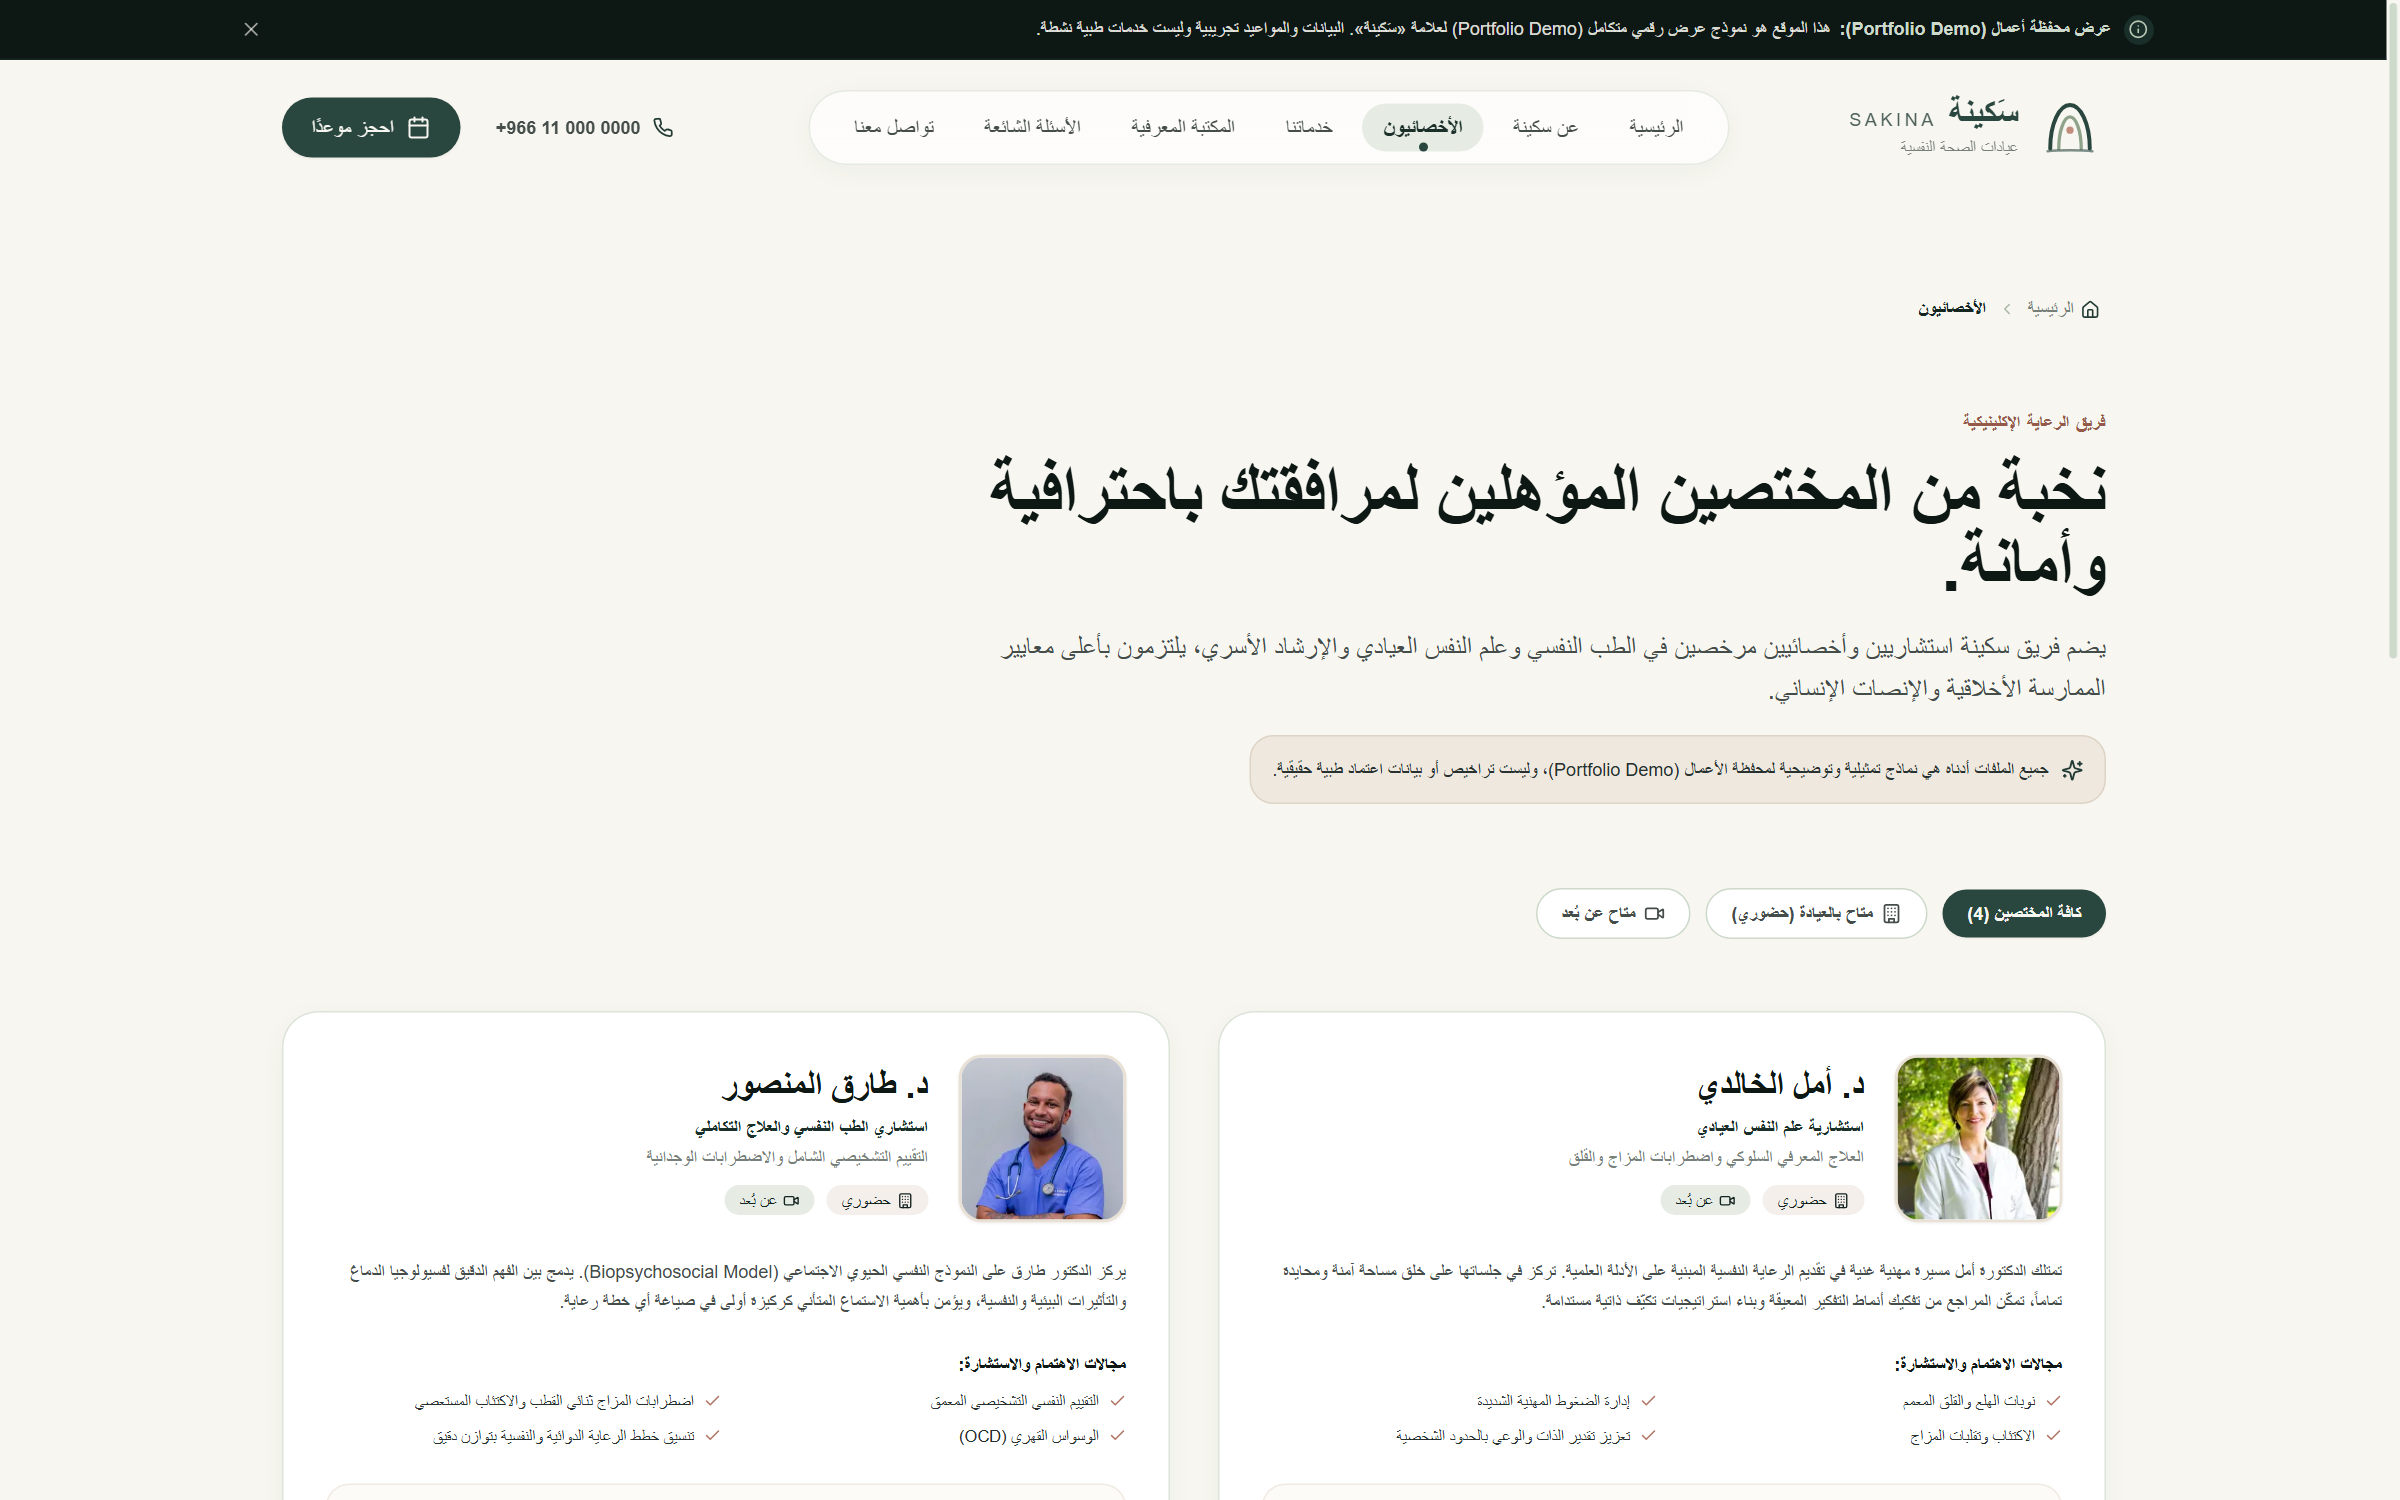 عرض محفظة أعمال (Portfolio Demo): هذا الموقع هو نموذج عرض رقمي متكامل (Portfolio Demo) لعلامة «سَكينة». البيانات والمواعيد تجريبية وليست خدمات طبية نشطة.
سَكينة SAKINA
عيادات الصحة النفسية
الرئيسية
عن سكينة
خدماتنا
الأخصائيون
المكتبة المعرفية
الأسئلة الشائعة
تواصل معنا
+966 11 000 0000
احجز موعدًا
الرئيسية
الأخصائيون
فريق الرعاية الإكلينيكية
نخبة من المختصين المؤهلين لمرافقتك باحترافية
وأمانة.
يضم فريق سكينة استشاريين وأخصائيين مرخصين في الطب النفسي وعلم النفس العيادي والإرشاد الأسري، يلتزمون بأعلى معايير
الممارسة الأخلاقية والإنصات الإنساني.
جميع الملفات أدناه هي نماذج تمثيلية وتوضيحية لمحفظة الأعمال (Portfolio Demo)، وليست تراخيص أو بيانات اعتماد طبية حقيقية.
كافة المختصين (4)
متاح بالعيادة (حضوري)
متاح عن بُعد
د. أمل الخالدي
استشارية علم النفس العيادي
العلاج المعرفي السلوكي واضطرابات المزاج والقلق
حضوري
عن بُعد
تمتلك الدكتورة أمل مسيرة مهنية غنية في تقديم الرعاية النفسية المبنية على الأدلة العلمية. تركز في جلساتها على خلق مساحة آمنة ومحايدة
تماماً، تمكّن المراجع من تفكيك أنماط التفكير المعيقة وبناء استراتيجيات تكيّف ذاتية مستدامة.
مجالات الاهتمام والاستشارة:
نوبات الهلع والقلق المعمم
إدارة الضغوط المهنية الشديدة
الاكتئاب وتقلبات المزاج
تعزيز تقدير الذات والوعي بالحدود الشخصية
د. طارق المنصور
استشاري الطب النفسي والعلاج التكاملي
التقييم التشخيصي الشامل والاضطرابات الوجدانية
حضوري
عن بُعد
يركز الدكتور طارق على النموذج النفسي الحيوي الاجتماعي (Biopsychosocial Model). يدمج بين الفهم الدقيق لفسيولوجيا الدماغ
والتأثيرات البيئية والنفسية، ويؤمن بأهمية الاستماع المتأني كركيزة أولى في صياغة أي خطة رعاية.
مجالات الاهتمام والاستشارة:
التقييم النفسي التشخيصي المعمق
اضطرابات المزاج ثنائي القطب والاكتئاب المستعصي
الوسواس القهري (OCD)
تنسيق خطط الرعاية الدوائية والنفسية بتوازن دقيق